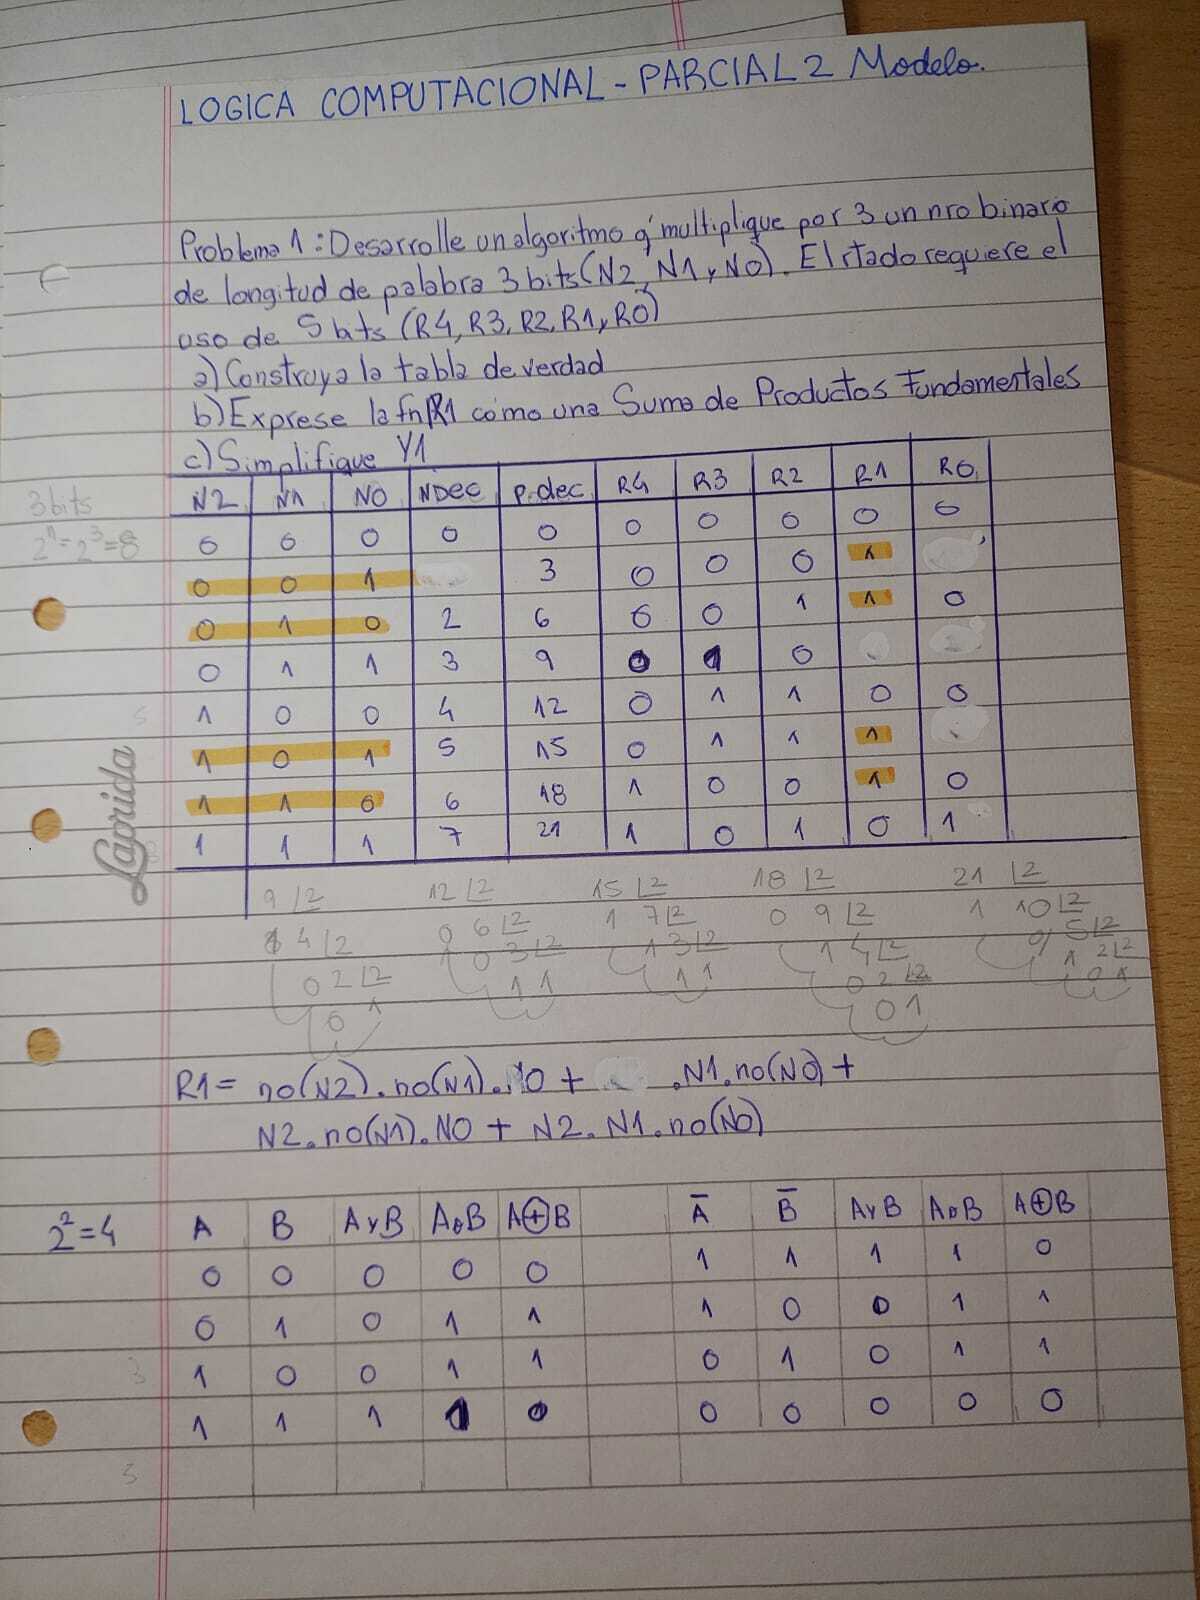 LOGICA COMPUTACIONAL - PARCIAL 2 Modelo.
Problema 1: Desarrolle un algoritmo q' multiplique por 3 un nro binario
de longitud de palabra 3 bits (N2, N1 y N0). El rtado requiere el
uso de 5 bits (R4, R3, R2, R1 y R0)
a) Construya la tabla de verdad
b) Exprese la fn R1 como una Suma de Productos Fundamentales
c) Simplifique Y1
N2 N1 N0 NDEC P.dec R4 R3 R2 R1 R0
3 bits
2^n = 2^3 = 8
0 0 0 0 0 0 0 0 0 0
0 0 1 3 0 0 0 1
0 1 0 2 6 0 0 1 1 0
0 1 1 3 9 0 1 0
1 0 0 4 12 0 1 1 0 0
1 0 1 5 15 0 1 1 1
1 1 0 6 18 1 0 0 1 0
1 1 1 7 21 1 0 1 0 1
Laprida
9 |2 12 |2 15 |2 18 |2 21 |2
1 4 |2 0 6 |2 1 7 |2 0 9 |2 1 10 |2
0 2 |2 0 3 |2 1 3 |2 1 4 |2 0 5 |2
0 1 1 1 1 1 0 2 |2 1 2 |2
0 1 0 1
R1 = no(N2).no(N1).N0 + .N1.no(N0) +
N2.no(N1).N0 + N2.N1.no(N0)
2^2 = 4
A B A y B A o B A ⊕ B A̅ B̅ A y B A o B A ⊕ B
0 0 0 0 0 1 1 1 1 0
0 1 0 1 1 1 0 0 1 1
1 0 0 1 1 0 1 0 1 1
1 1 1 1 0 0 0 0 0 0